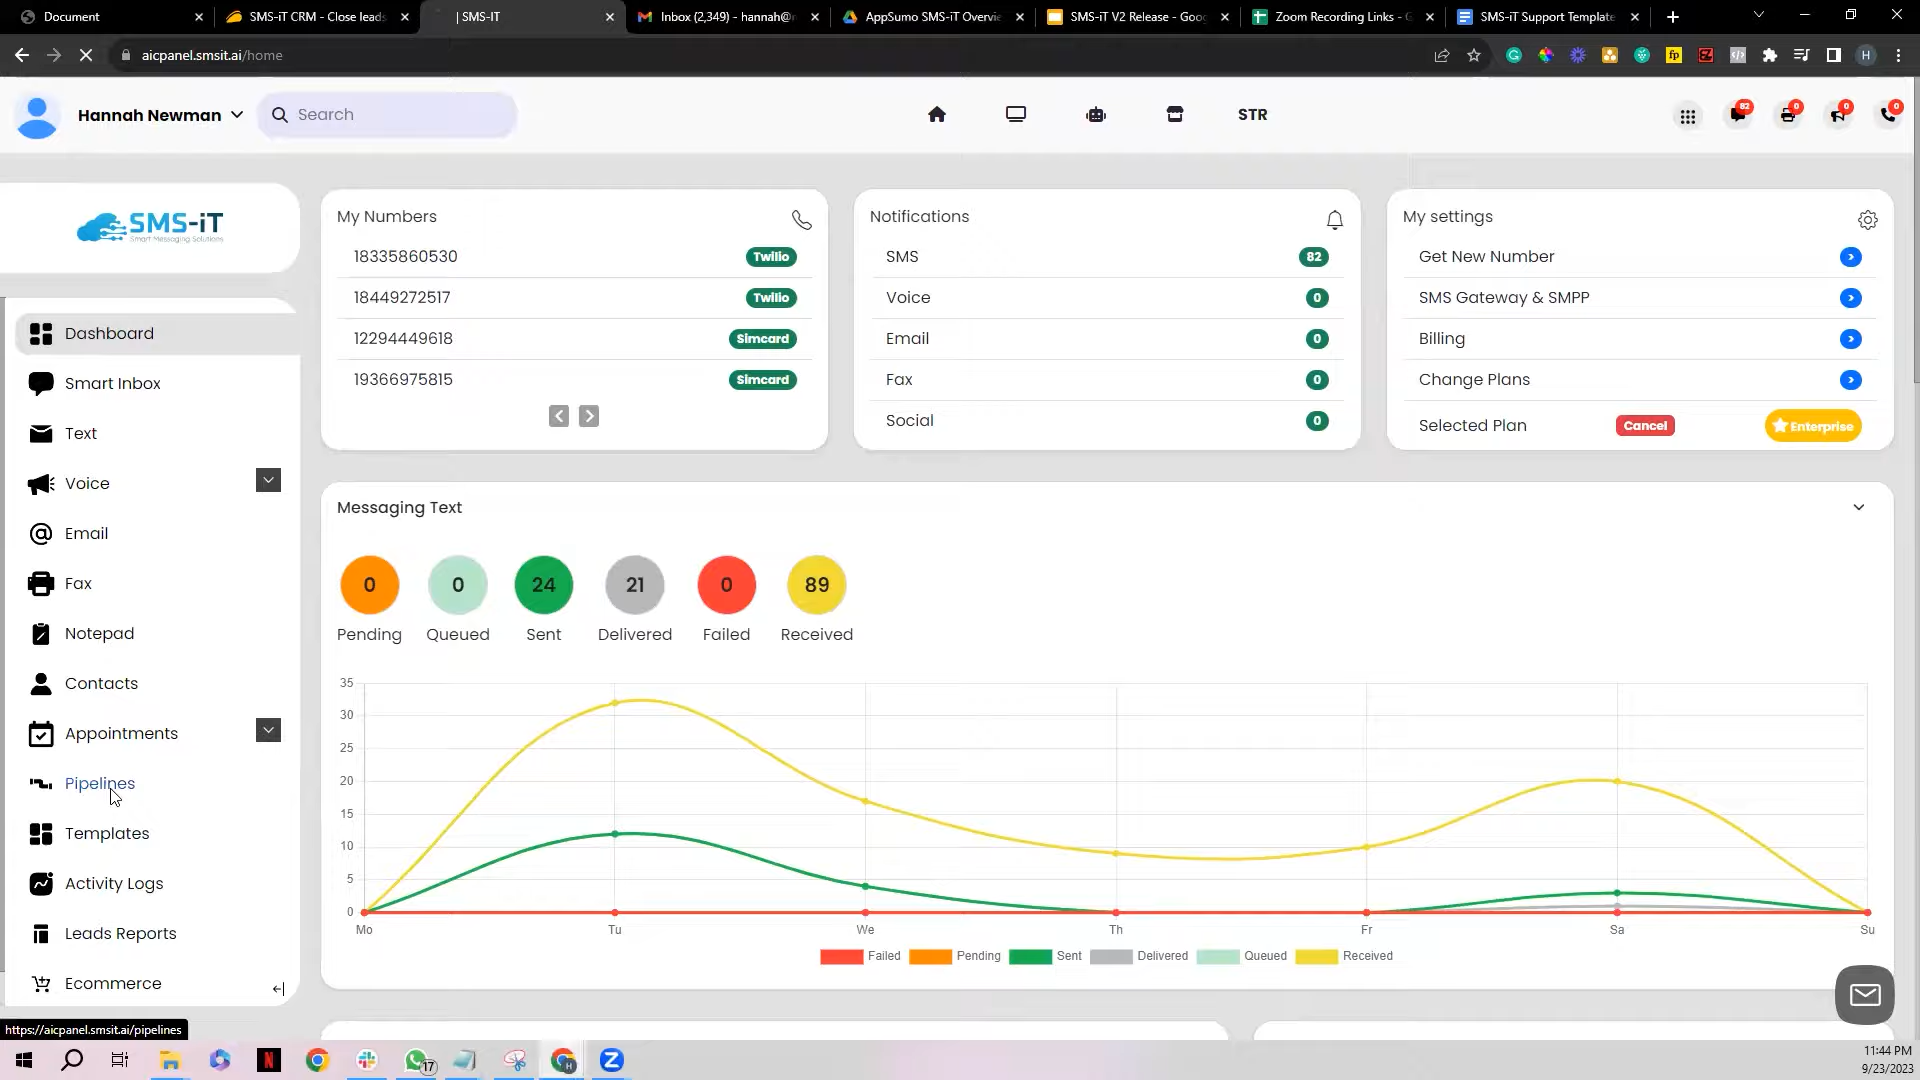 Document
SMS-iT CRM - Close leads
| SMS-IT
Inbox (2,349) - hannah@
AppSumo SMS-iT Overvi
SMS-iT V2 Release - Goo
Zoom Recording Links - G
SMS-iT Support Template
aicpanel.smsit.ai/home
fp
H
Hannah Newman
Search
STR
82
0
0
0
SMS-iT
Smart Messaging Solutions
Dashboard
Smart Inbox
Text
Voice
Email
Fax
Notepad
Contacts
Appointments
Pipelines
Templates
Activity Logs
Leads Reports
Ecommerce
My Numbers
18335860530 Twilio
18449272517 Twilio
12294449618 Simcard
19366975815 Simcard
Notifications
SMS 82
Voice 0
Email 0
Fax 0
Social 0
My settings
Get New Number
SMS Gateway & SMPP
Billing
Change Plans
Selected Plan Cancel Enterprise
Messaging Text
0 0 24 21 0 89
Pending Queued Sent Delivered Failed Received
35
30
25
20
15
10
5
0
Mo Tu We Th Fr Sa Su
Failed Pending Sent Delivered Queued Received
https://aicpanel.smsit.ai/pipelines
N
17
H
Z
11:44 PM
9/23/2023